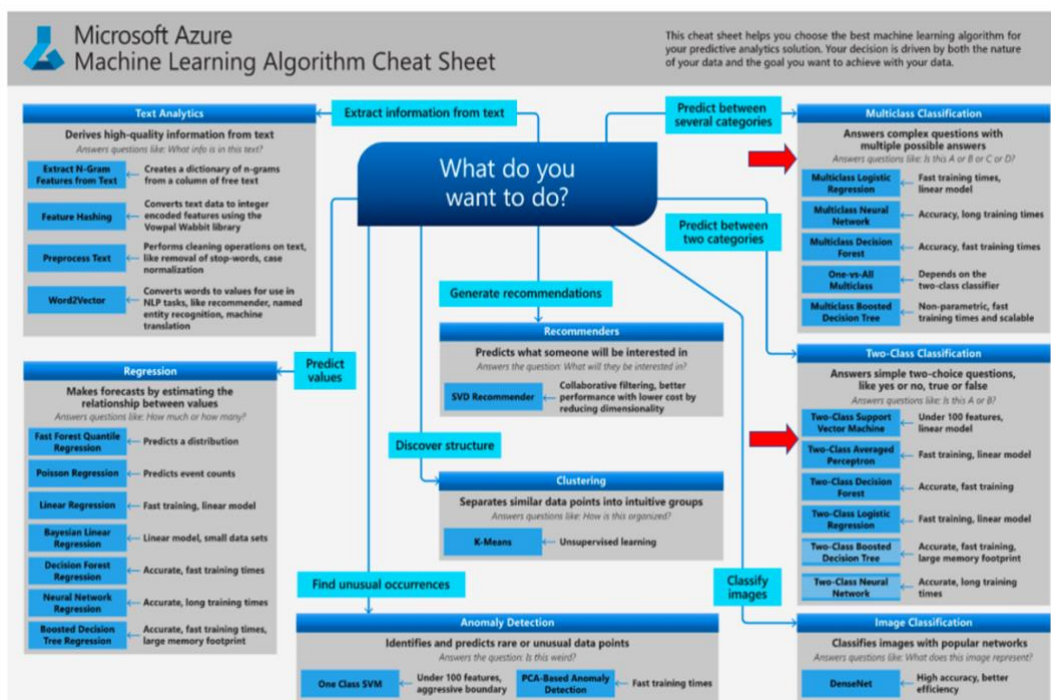 Microsoft Azure
Machine Learning Algorithm Cheat Sheet
This cheat sheet helps you choose the best machine learning algorithm for
your predictive analytics solution. Your decision is driven by both the nature
of your data and the goal you want to achieve with your data.
What do you
want to do?
Extract information from text
Text Analytics
Derives high-quality information from text
Answers questions like: What info is in this text?
Extract N-Gram
Features from Text
Creates a dictionary of n-grams
from a column of free text
Feature Hashing
Converts text data to integer
encoded features using the
Vowpal Wabbit library
Preprocess Text
Performs cleaning operations on text,
like removal of stop-words, case
normalization
Word2Vector
Converts words to values for use in
NLP tasks, like recommender, named
entity recognition, machine
translation
Predict
values
Regression
Makes forecasts by estimating the
relationship between values
Answers questions like: How much or how many?
Fast Forest Quantile
Regression
Predicts a distribution
Poisson Regression
Predicts event counts
Linear Regression
Fast training, linear model
Bayesian Linear
Regression
Linear model, small data sets
Decision Forest
Regression
Accurate, fast training times
Neural Network
Regression
Accurate, long training times
Boosted Decision
Tree Regression
Accurate, fast training times,
large memory footprint
Generate recommendations
Recommenders
Predicts what someone will be interested in
Answers the question: What will they be interested in?
SVD Recommender
Collaborative filtering, better
performance with lower cost by
reducing dimensionality
Discover structure
Clustering
Separates similar data points into intuitive groups
Answers questions like: How is this organized?
K-Means
Unsupervised learning
Find unusual occurrences
Anomaly Detection
Identifies and predicts rare or unusual data points
Answers the question: Is this weird?
One Class SVM
Under 100 features,
aggressive boundary
PCA-Based Anomaly
Detection
Fast training times
Predict between
several categories
Multiclass Classification
Answers complex questions with
multiple possible answers
Answers questions like: Is this A or B or C or D?
Multiclass Logistic
Regression
Fast training times,
linear model
Multiclass Neural
Network
Accuracy, long training times
Multiclass Decision
Forest
Accuracy, fast training times
One-vs-All
Multiclass
Depends on the
two-class classifier
Multiclass Boosted
Decision Tree
Non-parametric, fast
training times and scalable
Predict between
two categories
Two-Class Classification
Answers simple two-choice questions,
like yes or no, true or false
Answers questions like: Is this A or B?
Two-Class Support
Vector Machine
Under 100 features,
linear model
Two-Class Averaged
Perceptron
Fast training, linear model
Two-Class Decision
Forest
Accurate, fast training
Two-Class Logistic
Regression
Fast training, linear model
Two-Class Boosted
Decision Tree
Accurate, fast training,
large memory footprint
Two-Class Neural
Network
Accurate, long training
times
Classify
images
Image Classification
Classifies images with popular networks
Answers questions like: What does this image represent?
DenseNet
High accuracy, better
efficiency